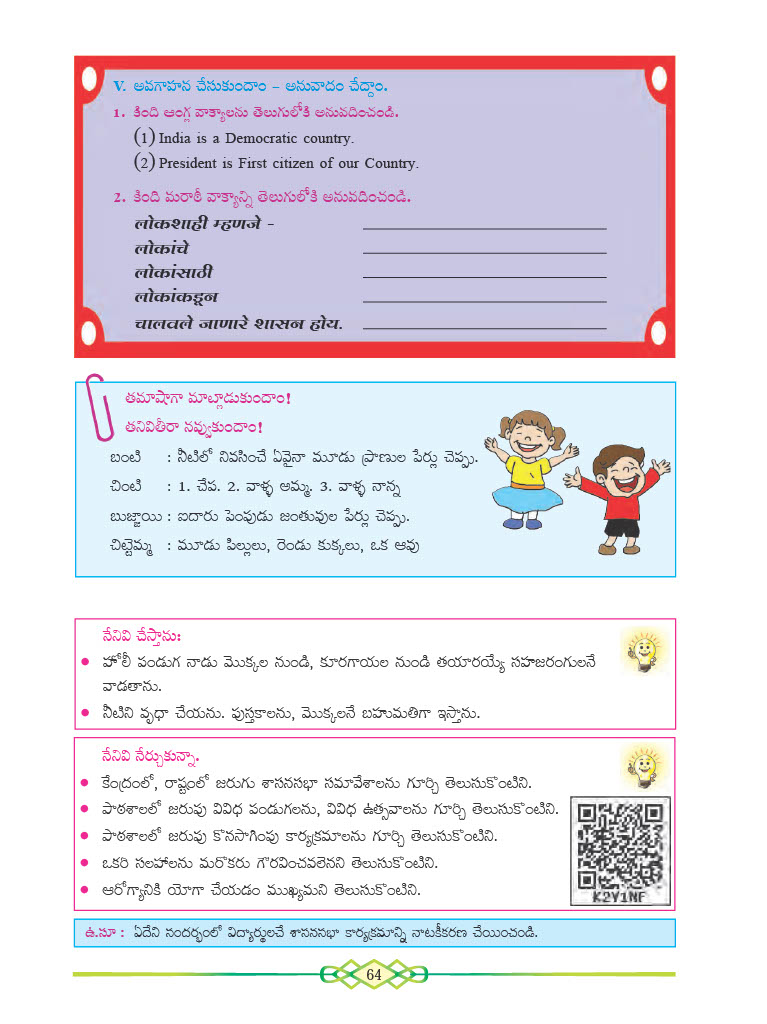 V. అవగాహన చేసుకుందాం – అనువాదం చేద్దాం.
1. కింది ఆంగ్ల వాక్యాలను తెలుగులోకి అనువదించండి.
(1) India is a Democratic country.
(2) President is First citizen of our Country.
2. కింది మరాఠీ వాక్యాన్ని తెలుగులోకి అనువదించండి.
लोकशाही म्हणजे -
लोकांचे
लोकांसाठी
लोकांकडून
चालवले जाणारे शासन होय.
తమాషాగా మాట్లాడుకుందాం!
తనివితీరా నవ్వుకుందాం!
బంటి : నీటిలో నివసించే ఏవైనా మూడు ప్రాణుల పేర్లు చెప్పు.
చింటి : 1. చేప. 2. వాళ్ళ అమ్మ. 3. వాళ్ళ నాన్న
బుజ్జాయి : ఐదారు పెంపుడు జంతువుల పేర్లు చెప్పు.
చిట్టెమ్మ : మూడు పిల్లులు, రెండు కుక్కలు, ఒక ఆవు
నేనివి చేస్తాను:
● హోలీ పండుగ నాడు మొక్కల నుండి, కూరగాయల నుండి తయారయ్యే సహజరంగులనే
వాడతాను.
● నీటిని వృధా చేయను. పుస్తకాలను, మొక్కలనే బహుమతిగా ఇస్తాను.
నేనివి నేర్చుకున్నా.
● కేంద్రంలో, రాష్ట్రంలో జరుగు శాసనసభా సమావేశాలను గూర్చి తెలుసుకొంటిని.
● పాఠశాలలో జరుపు వివిధ పండుగలను, వివిధ ఉత్సవాలను గూర్చి తెలుసుకొంటిని.
● పాఠశాలలో జరుపు కొనసాగింపు కార్యక్రమాలను గూర్చి తెలుసుకొంటిని.
● ఒకరి సలహాలను మరొకరు గౌరవించవలెనని తెలుసుకొంటిని.
● ఆరోగ్యానికి యోగా చేయడం ముఖ్యమని తెలుసుకొంటిని.
K2Y1NF
ఉ.సూ : ఏదేని సందర్భంలో విద్యార్థులచే శాసనసభా కార్యక్రమాన్ని నాటకీకరణ చేయించండి.
64